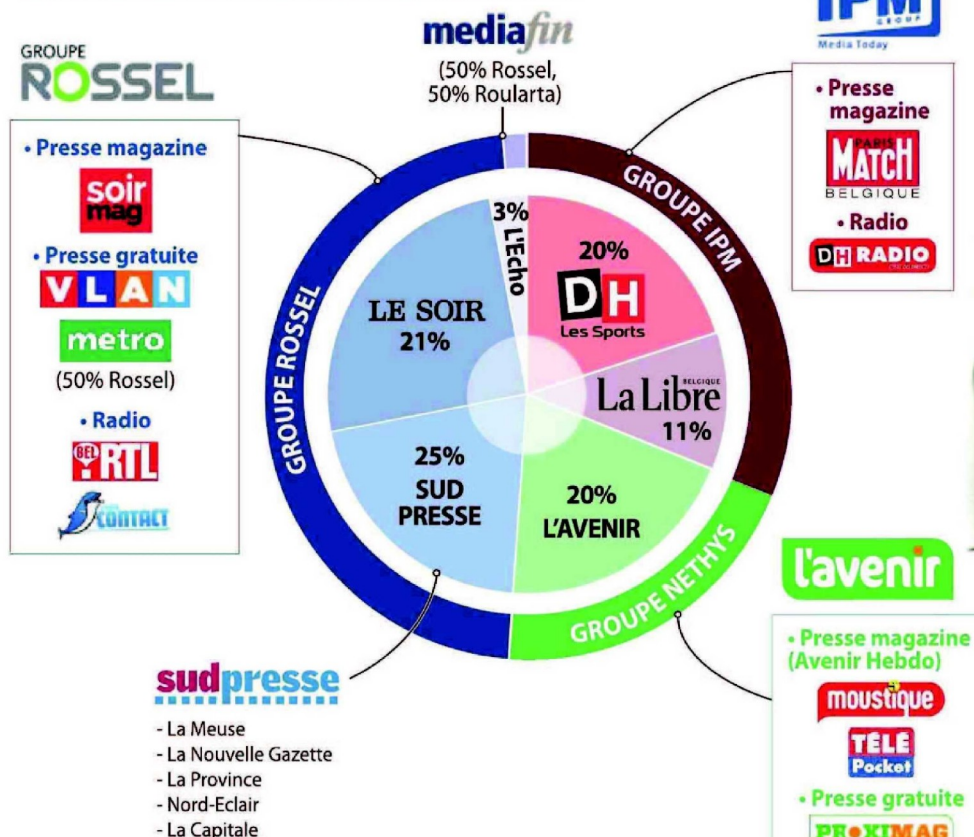 GROUPE
ROSSEL
• Presse magazine
soir
mag
• Presse gratuite
VLAN
metro
(50% Rossel)
• Radio
BEL RTL
CONTACT
mediafin
(50% Rossel,
50% Roularta)
IPM
GROUP
Media Today
• Presse
magazine
PARIS
MATCH
BELGIQUE
• Radio
DH RADIO
GROUPE ROSSEL
GROUPE IPM
GROUPE NETHYS
3%
L'Echo
20%
DH
Les Sports
LE SOIR
21%
La Libre
BELGIQUE
11%
25%
SUD
PRESSE
20%
L'AVENIR
sudpresse
- La Meuse
- La Nouvelle Gazette
- La Province
- Nord-Eclair
- La Capitale
l'avenir
• Presse magazine
(Avenir Hebdo)
moustique
TÉLÉ
Pocket
• Presse gratuite
PROXIMAG